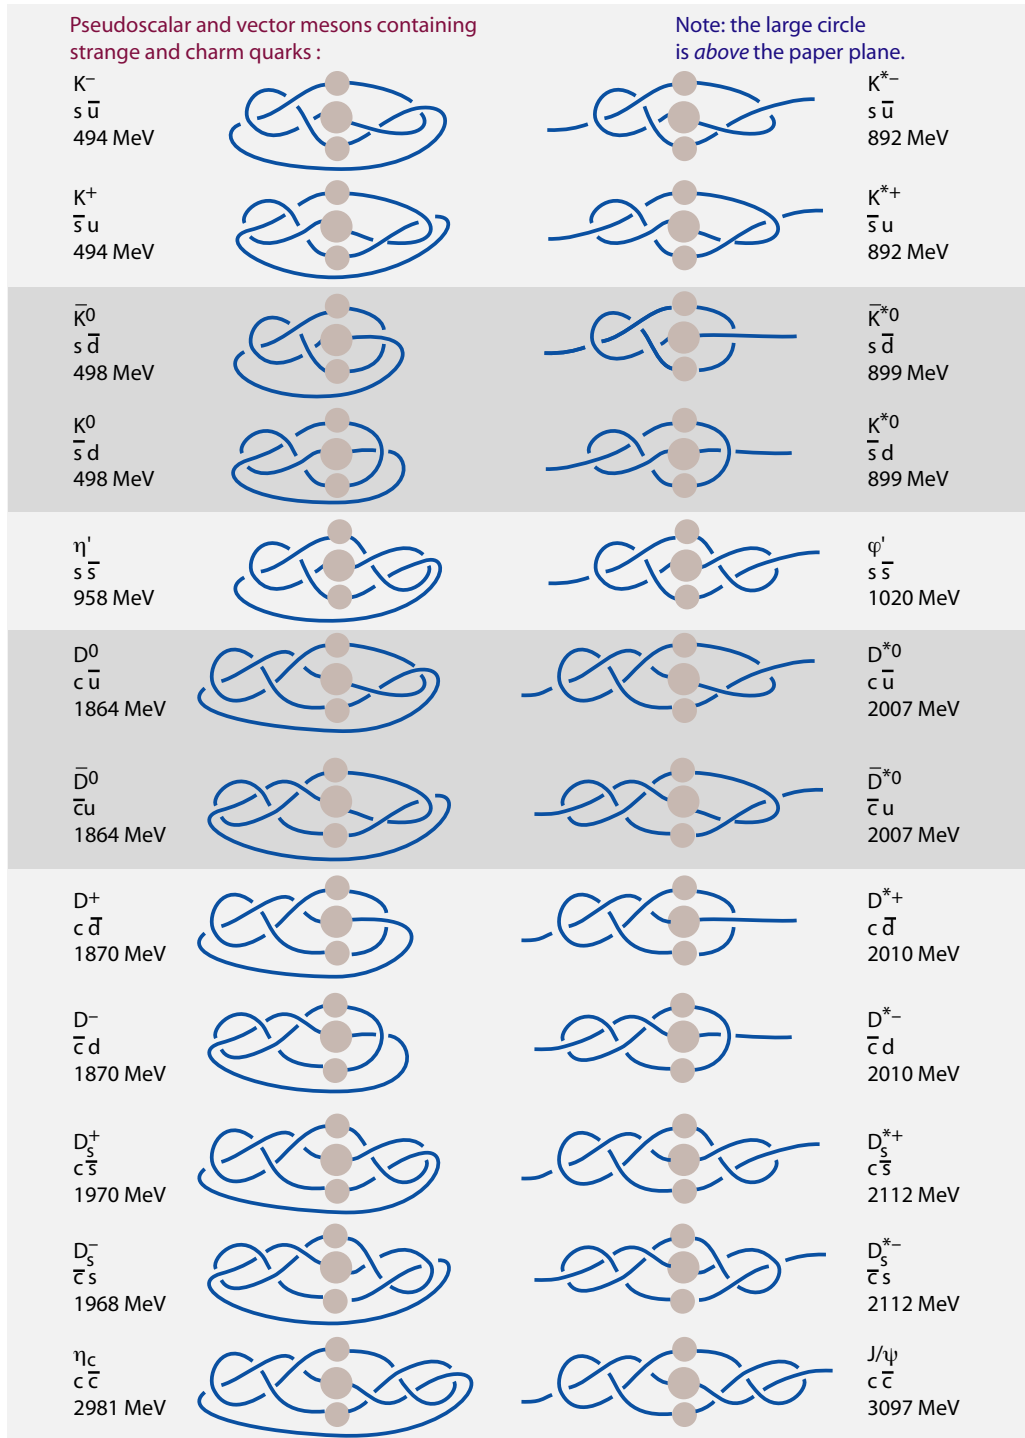 Pseudoscalar and vector mesons containing
strange and charm quarks :
Note: the large circle
is above the paper plane.
K⁻
s u̅
494 MeV
K*⁻
s u̅
892 MeV
K⁺
s̅ u
494 MeV
K*⁺
s̅ u
892 MeV
K̅⁰
s d̅
498 MeV
K̅*⁰
s d̅
899 MeV
K⁰
s̅ d
498 MeV
K*⁰
s̅ d
899 MeV
η'
s s̅
958 MeV
φ'
s s̅
1020 MeV
D⁰
c u̅
1864 MeV
D*⁰
c u̅
2007 MeV
D̅⁰
c̅u
1864 MeV
D̅*⁰
c̅ u
2007 MeV
D⁺
c d̅
1870 MeV
D*⁺
c d̅
2010 MeV
D⁻
c̅ d
1870 MeV
D*⁻
c̅ d
2010 MeV
Dₛ⁺
c s̅
1970 MeV
Dₛ*⁺
c s̅
2112 MeV
Dₛ⁻
c̅ s
1968 MeV
Dₛ*⁻
c̅ s
2112 MeV
ηc
c c̅
2981 MeV
J/ψ
c c̅
3097 MeV